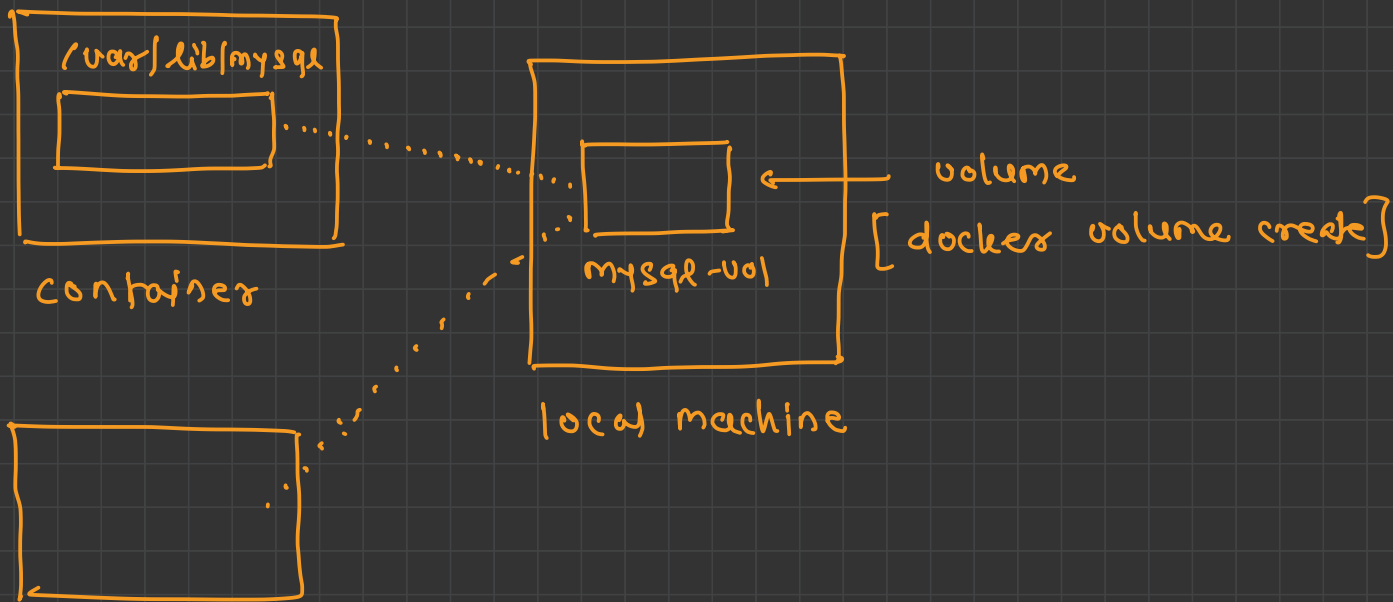 /var/lib/mysql
container
mysql-vol
local machine
volume
[docker volume create]